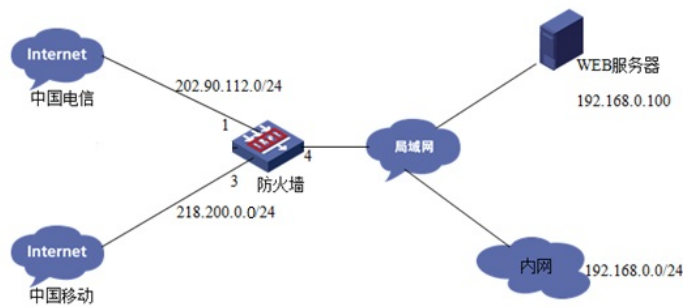 Internet
中国电信
202.90.112.0/24
1
WEB服务器
192.168.0.100
4
局域网
3
防火墙
218.200.0.0/24
Internet
中国移动
内网
192.168.0.0/24